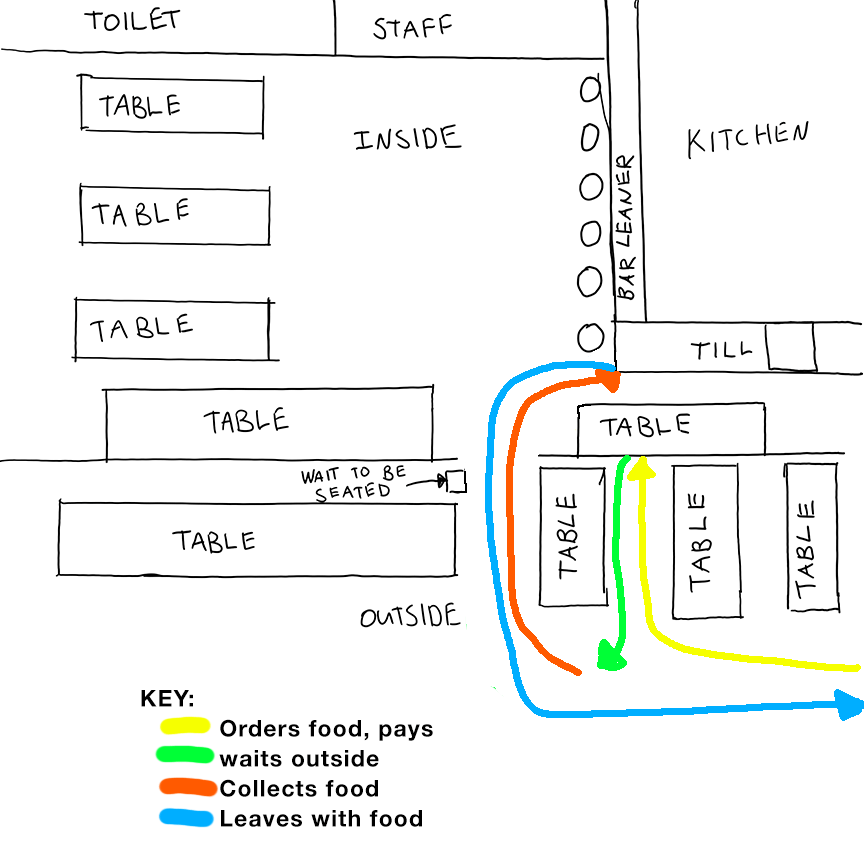 TOILET
STAFF
TABLE
INSIDE
KITCHEN
TABLE
BAR LEANER
TABLE
TILL
TABLE
TABLE
WAIT TO BE
SEATED
TABLE
TABLE
TABLE
TABLE
OUTSIDE
KEY:
Orders food, pays
waits outside
Collects food
Leaves with food